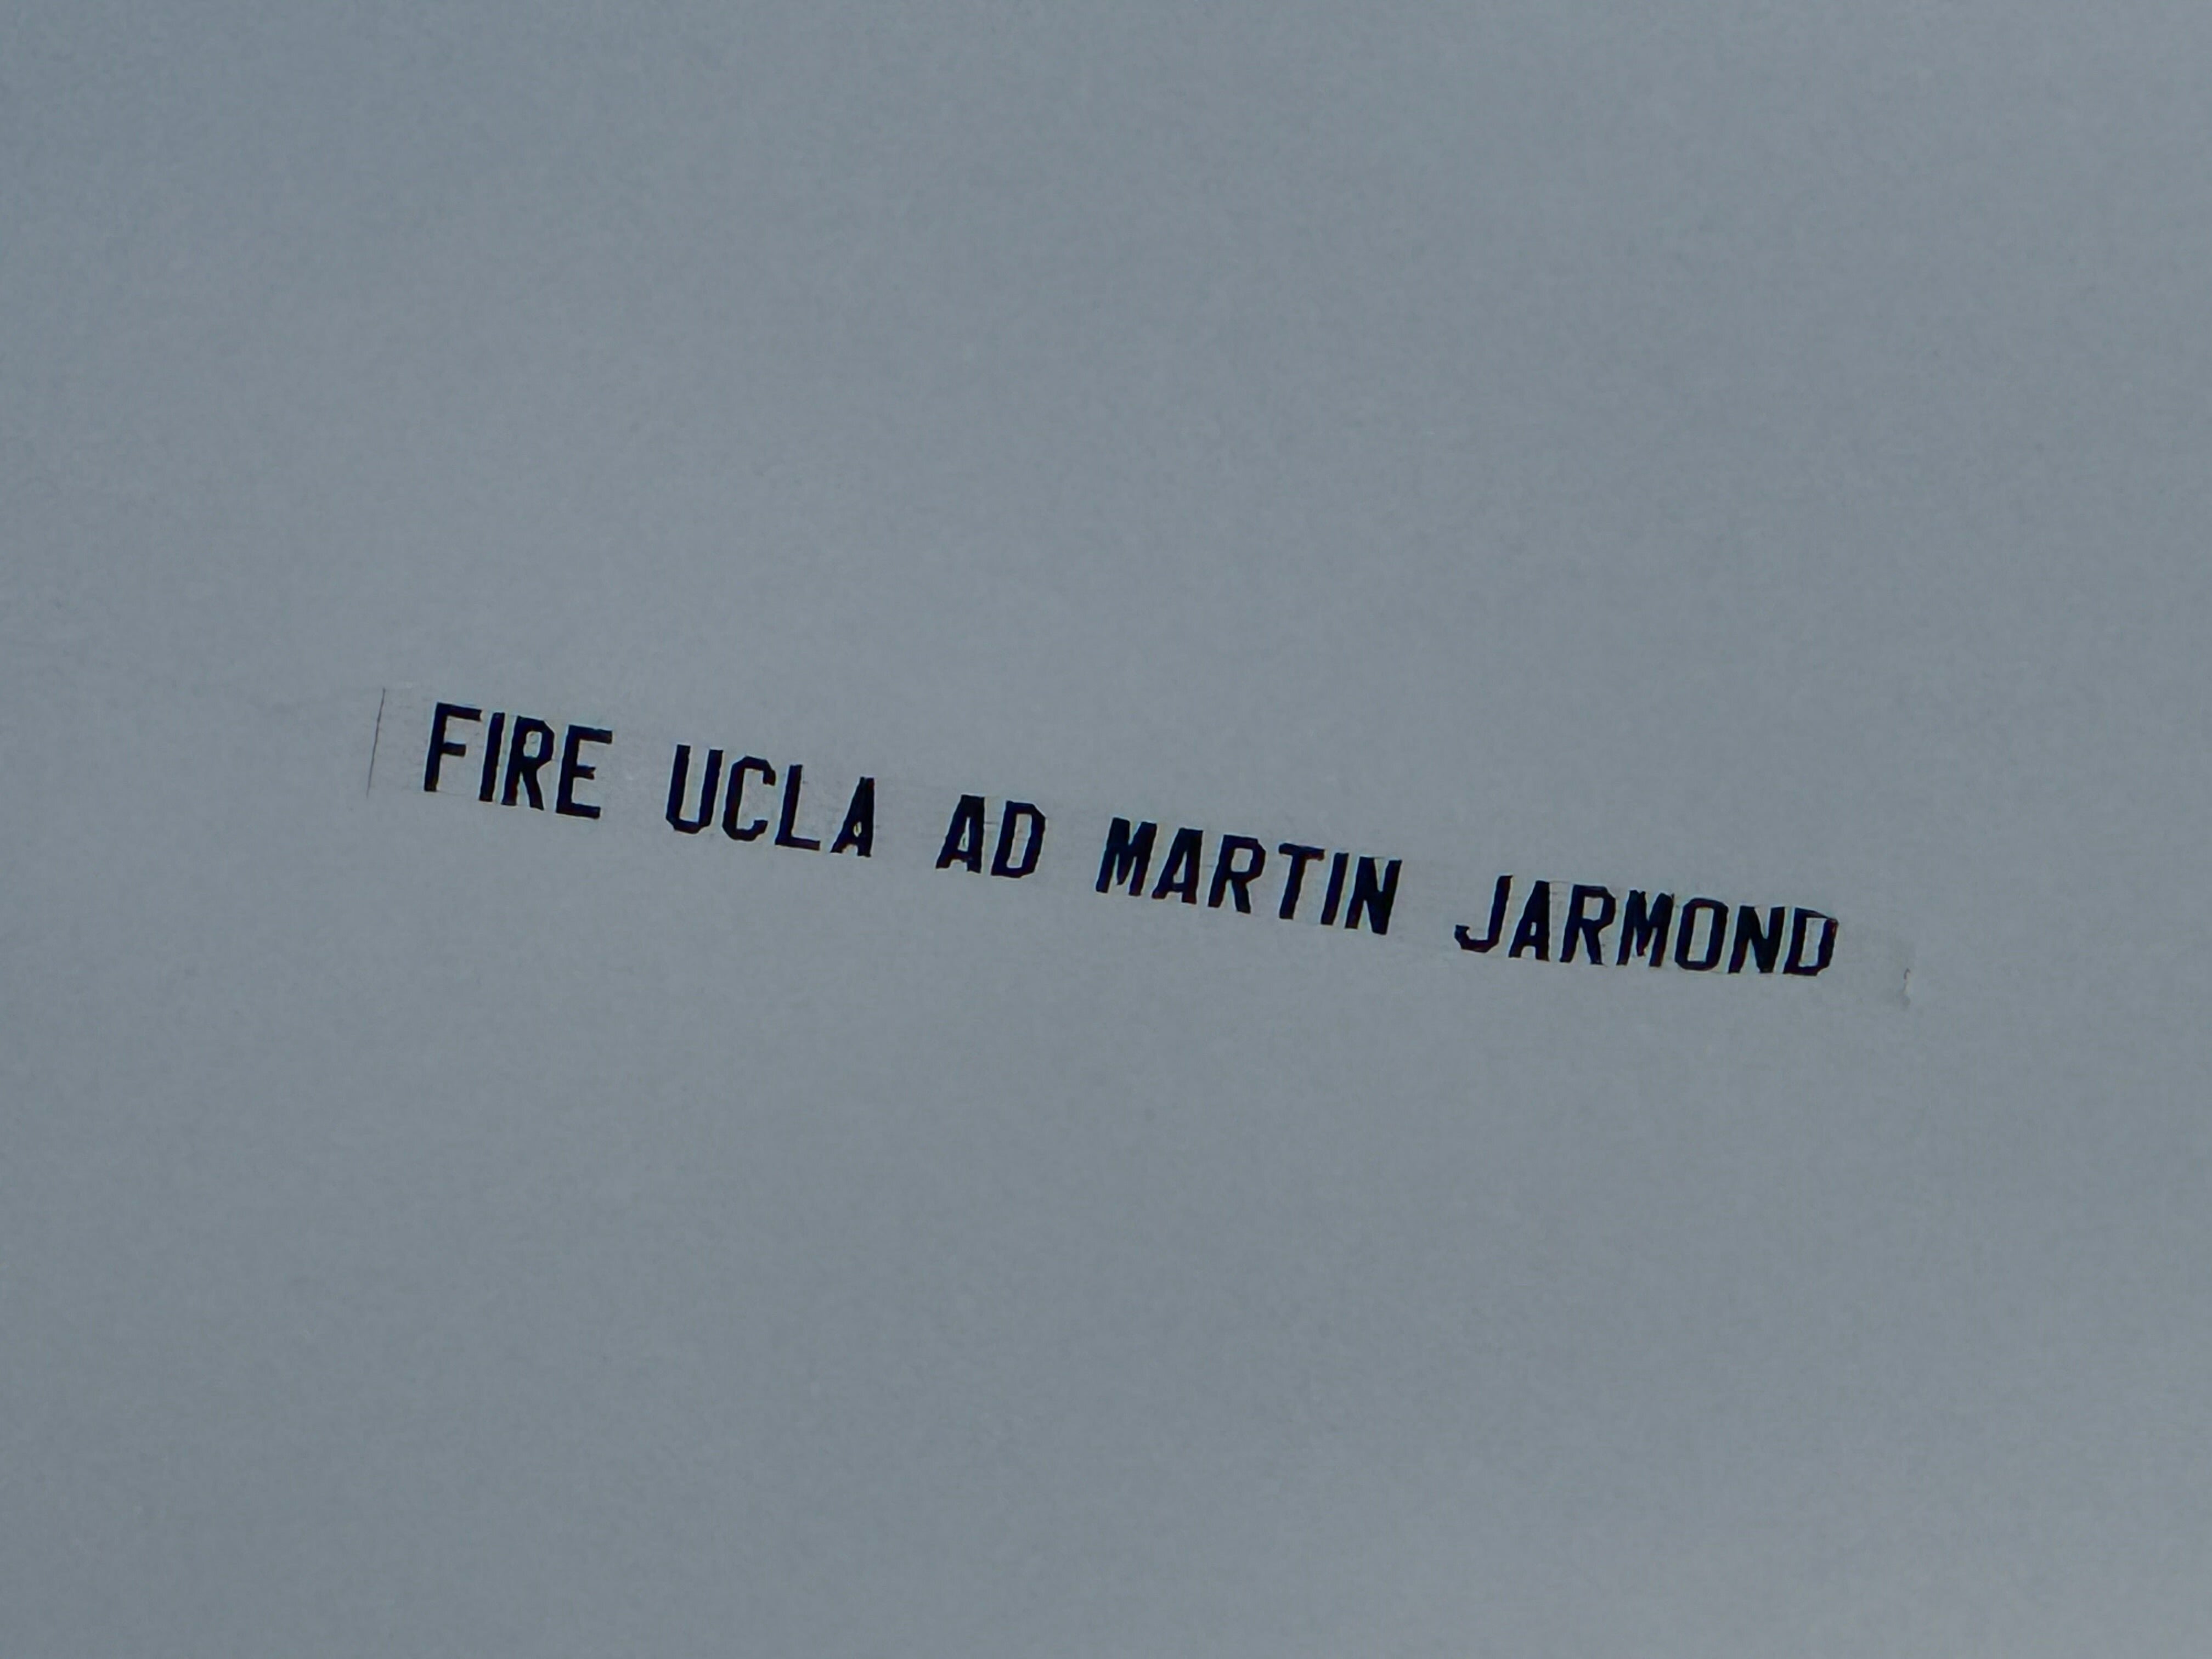 FIRE UCLA AD MARTIN JARMOND